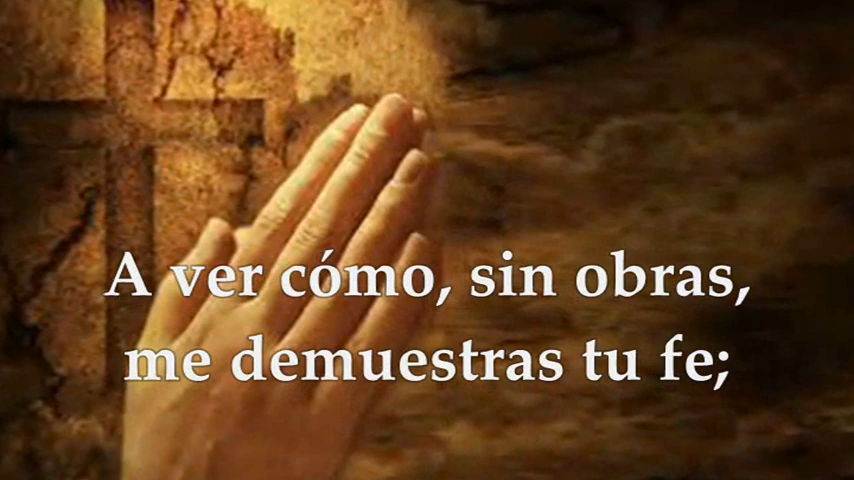 A ver cómo, sin obras,
me demuestras tu fe;